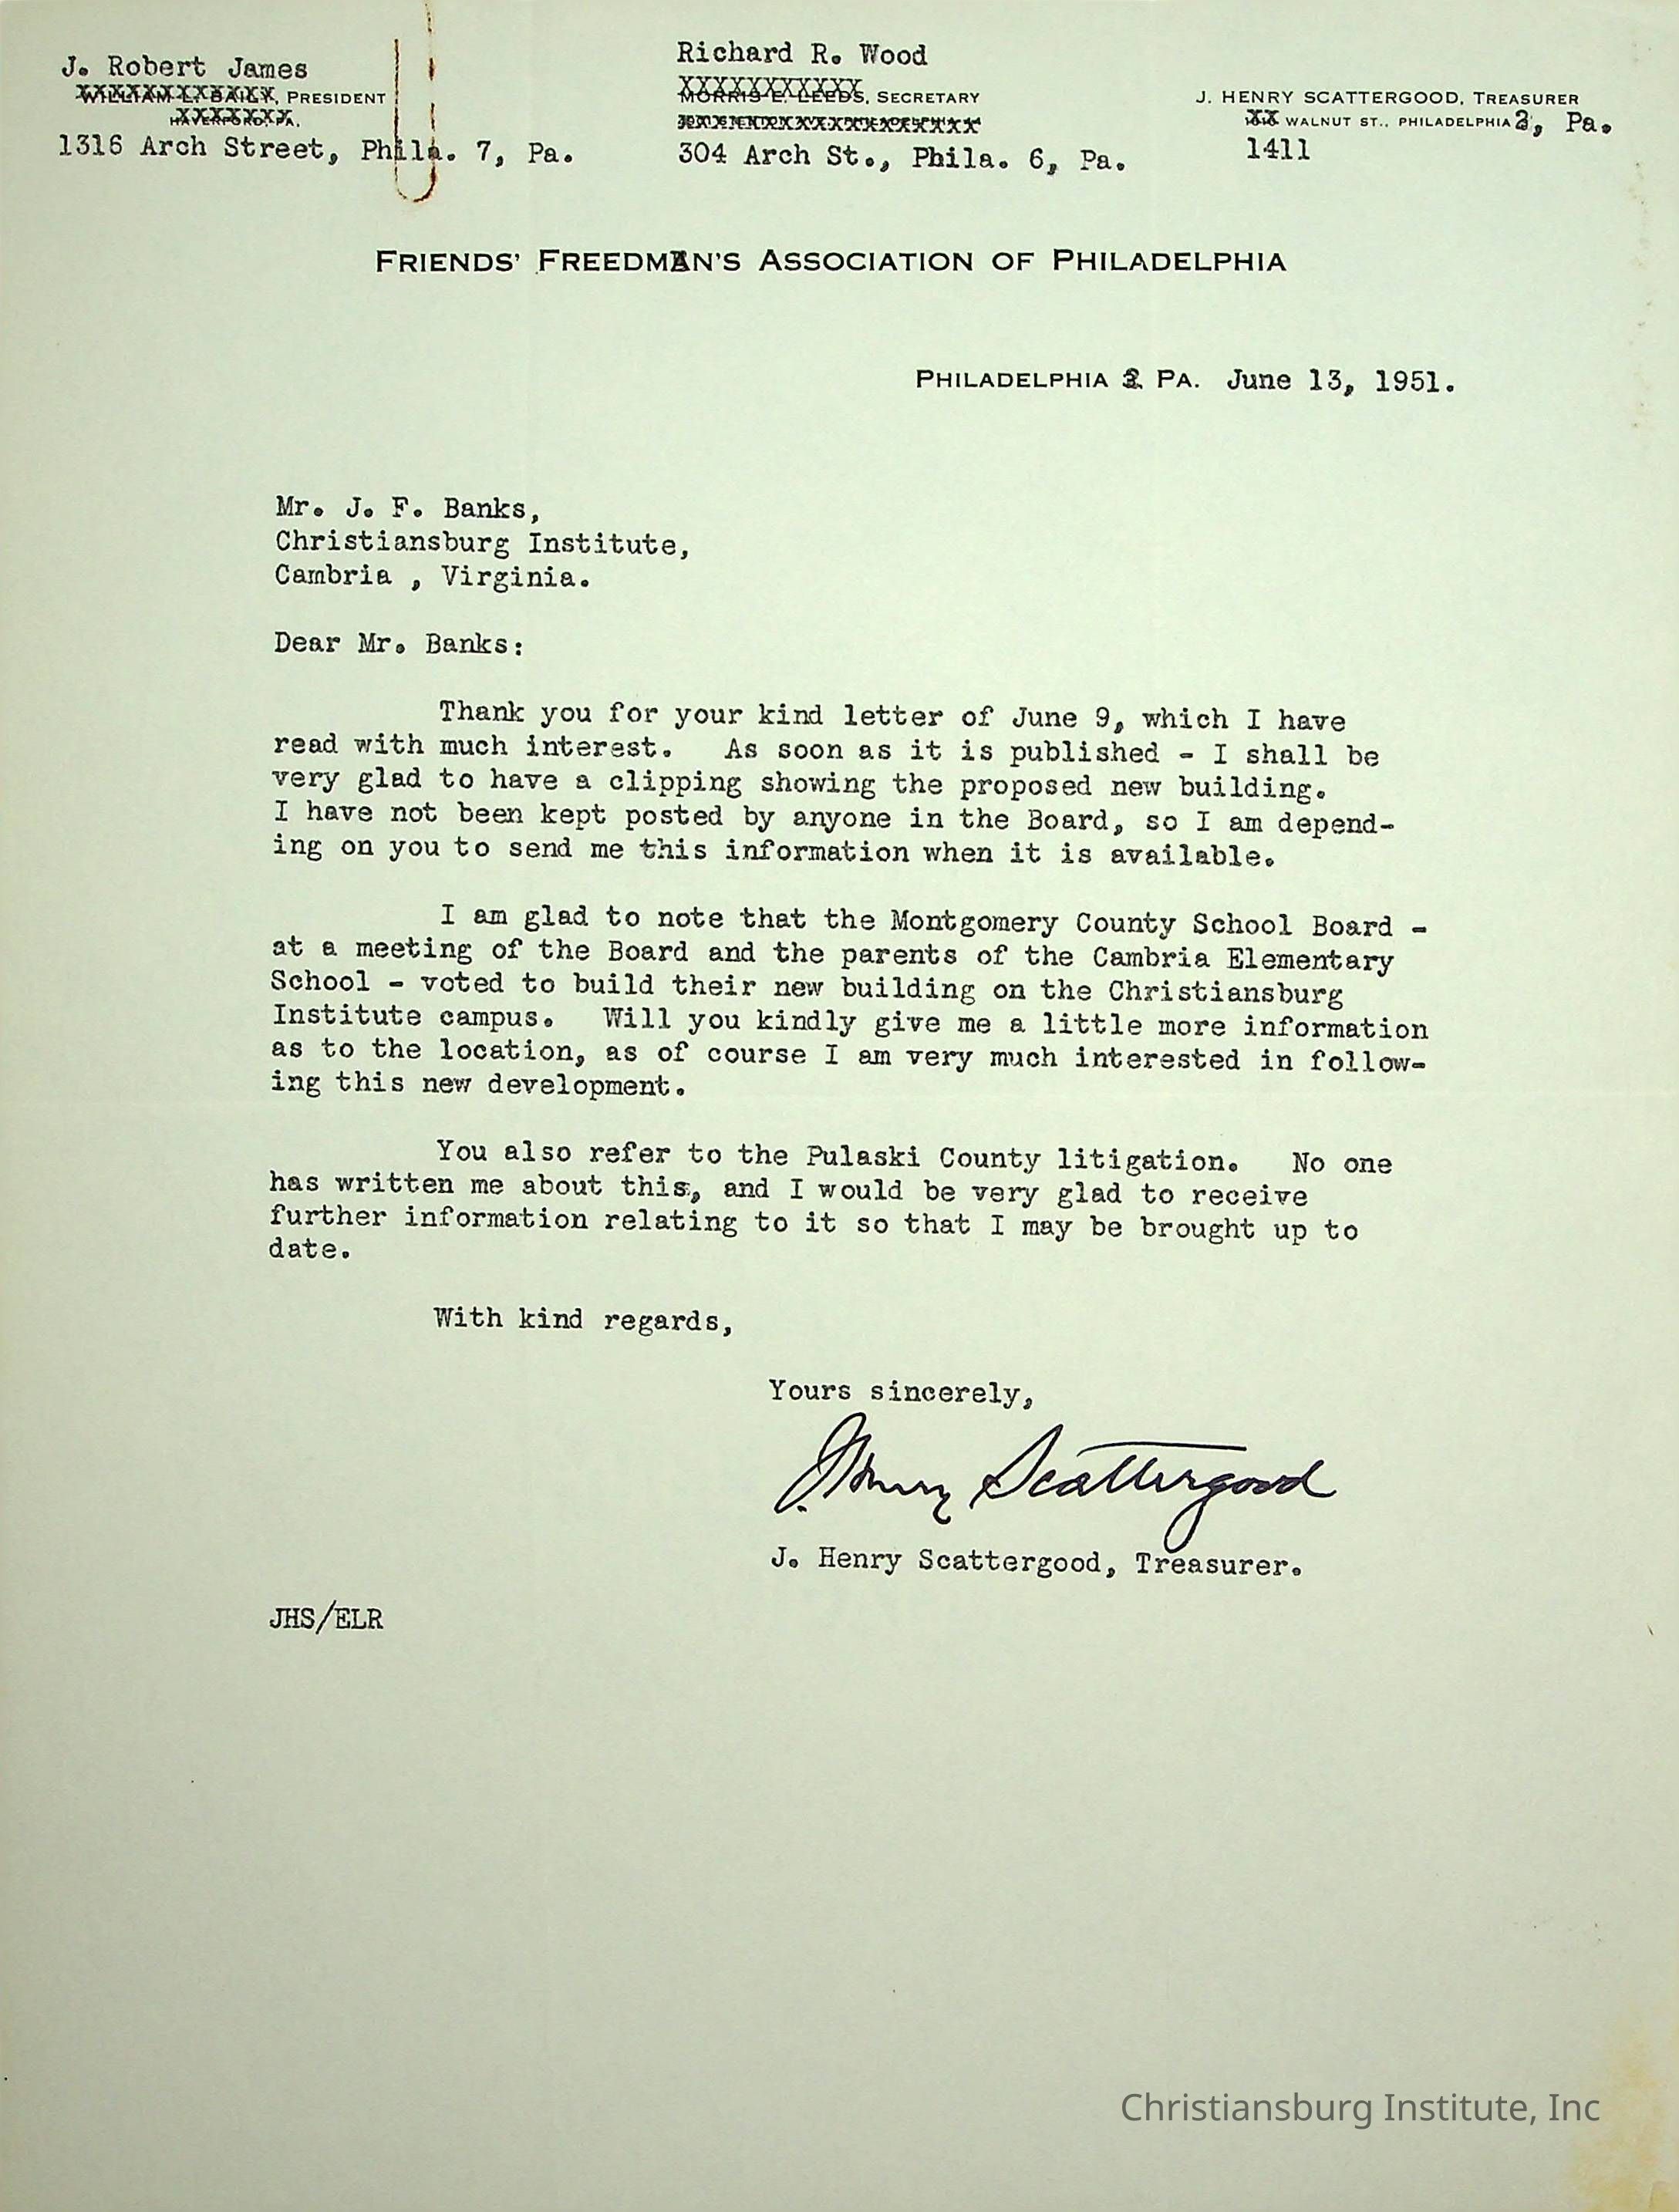 J. Robert James
WILLIAM L. BAILY, PRESIDENT
HAVERFORD, PA.
1316 Arch Street, Phila. 7, Pa.
Richard R. Wood
XXXXXXXXXXX
MORRIS E. LEEDS, SECRETARY
304 Arch St., Phila. 6, Pa.
J. HENRY SCATTERGOOD, TREASURER
XX WALNUT ST., PHILADELPHIA 2, Pa.
1411
FRIENDS' FREEDMEN'S ASSOCIATION OF PHILADELPHIA
PHILADELPHIA 2 PA. June 13, 1951.
Mr. J. F. Banks,
Christiansburg Institute,
Cambria , Virginia.
Dear Mr. Banks:
Thank you for your kind letter of June 9, which I have
read with much interest. As soon as it is published - I shall be
very glad to have a clipping showing the proposed new building.
I have not been kept posted by anyone in the Board, so I am depend-
ing on you to send me this information when it is available.
I am glad to note that the Montgomery County School Board -
at a meeting of the Board and the parents of the Cambria Elementary
School - voted to build their new building on the Christiansburg
Institute campus. Will you kindly give me a little more information
as to the location, as of course I am very much interested in follow-
ing this new development.
You also refer to the Pulaski County litigation. No one
has written me about this, and I would be very glad to receive
further information relating to it so that I may be brought up to
date.
With kind regards,
Yours sincerely,
J. Henry Scattergood
J. Henry Scattergood, Treasurer.
JHS/ELR
Christiansburg Institute, Inc